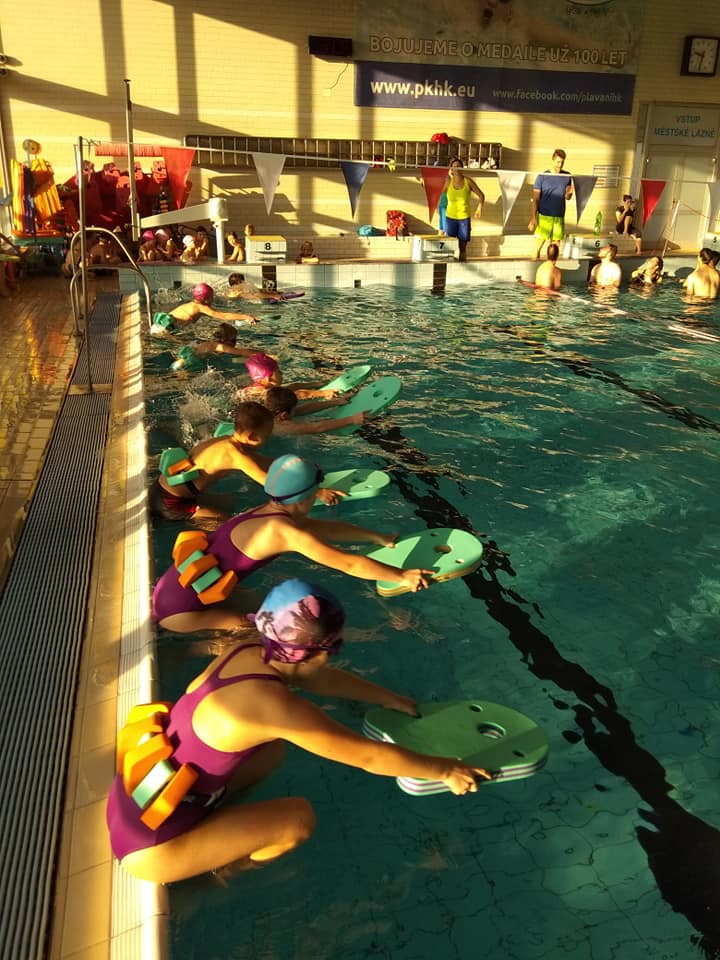 BOJUJEME O MEDAILE UŽ 100 LET
www.pkhk.eu
www.facebook.com/plavanihk
VSTUP
MĚSTSKÉ LÁZNĚ
8
7
6